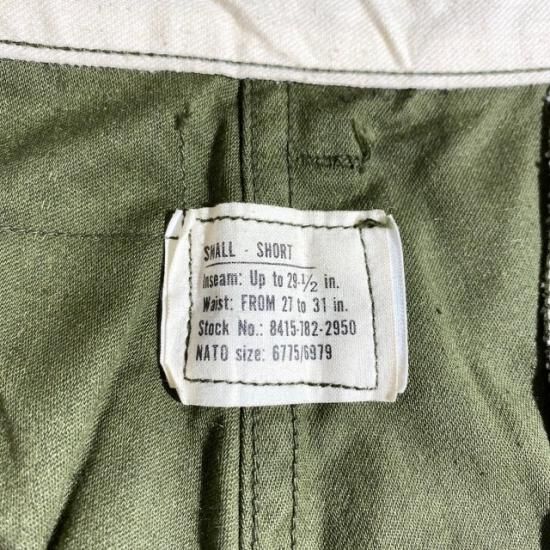 SMALL - SHORT
Inseam: Up to 29-1/2 in.
Waist: FROM 27 to 31 in.
Stock No.: 8415-782-2950
NATO size: 6775/6979